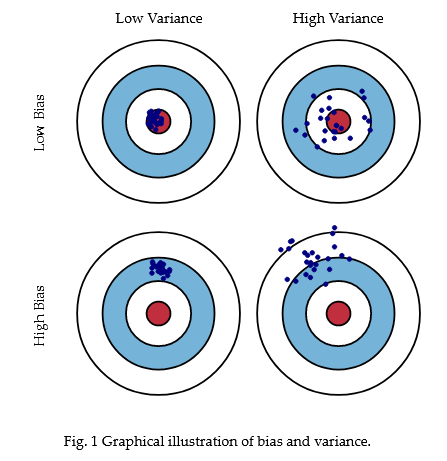 Low Variance
High Variance
Low Bias
High Bias
Fig. 1 Graphical illustration of bias and variance.